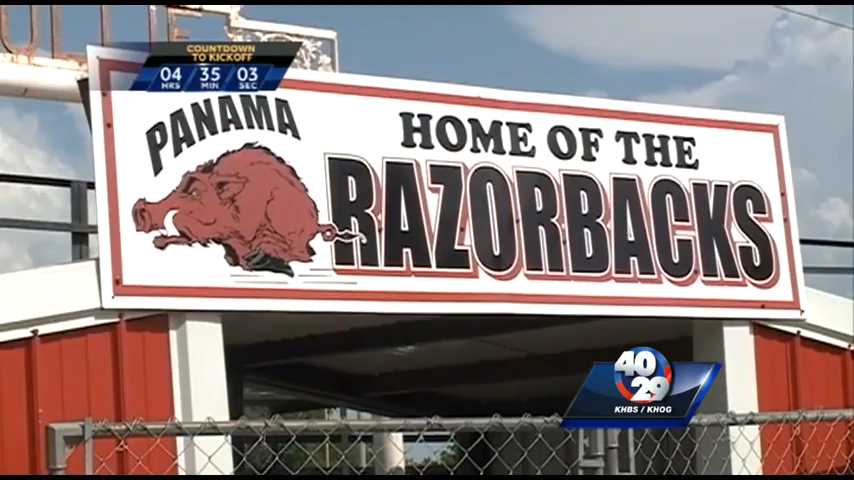 COUNTDOWN
TO KICKOFF
04 35 03
HRS MIN SEC
PANAMA
HOME OF THE
RAZORBACKS
40
29
KHBS / KHOG